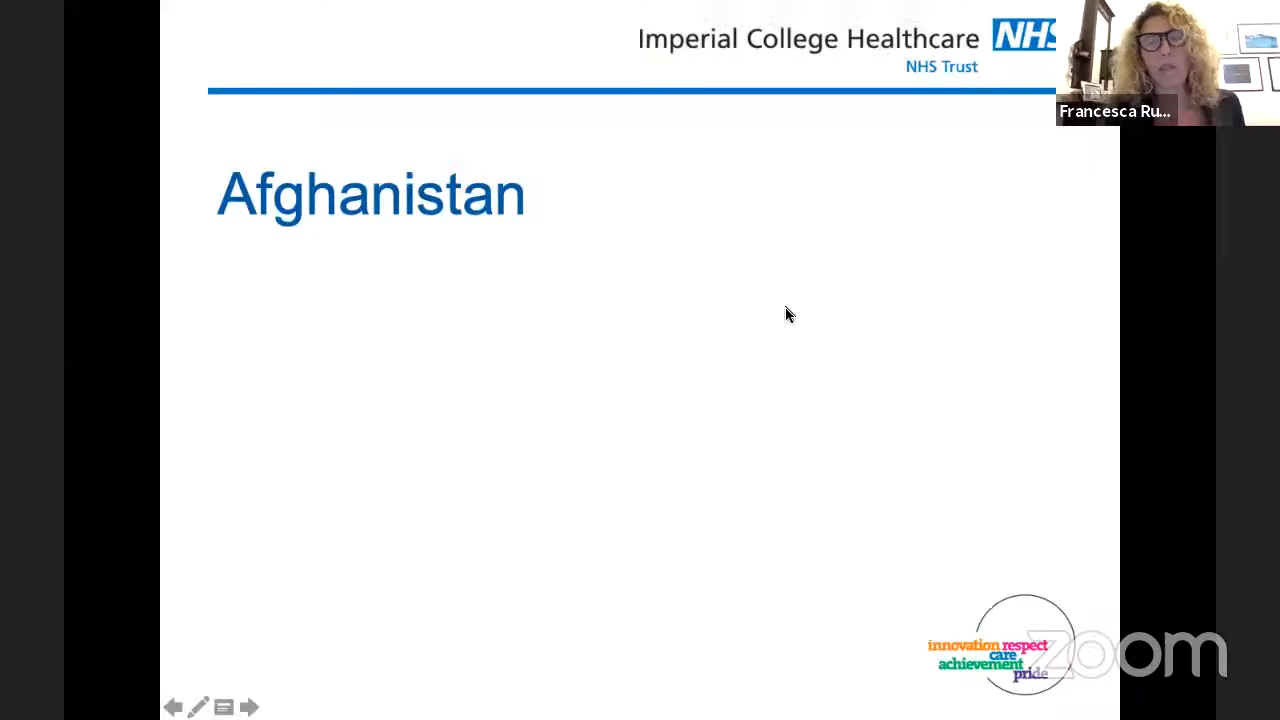 Imperial College Healthcare NHS
NHS Trust
Francesca Ru...
Afghanistan
innovation respect
care
achievement
pride
zoom